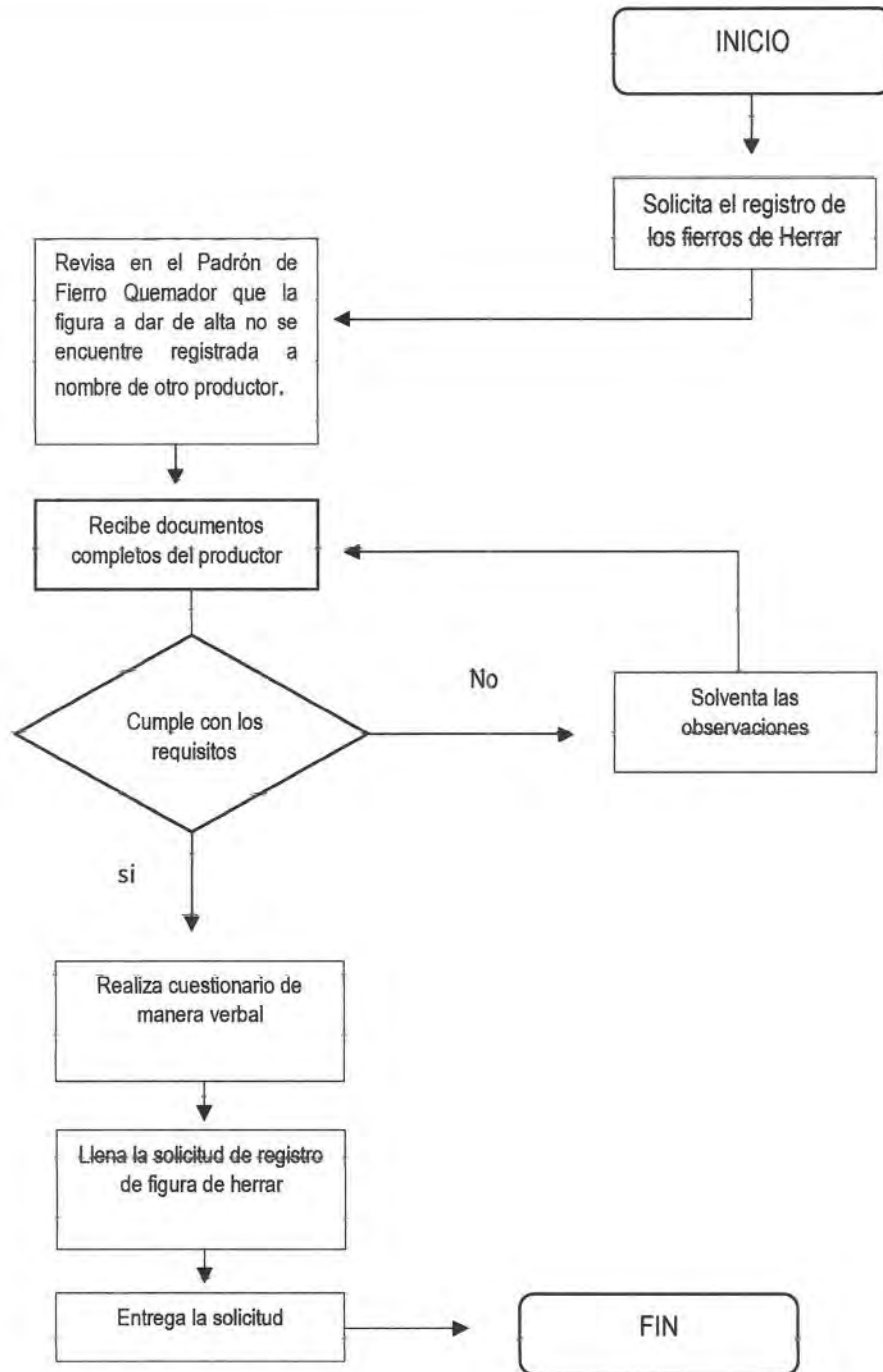 INICIO
Solicita el registro de
los fierros de Herrar
Revisa en el Padrón de
Fierro Quemador que la
figura a dar de alta no se
encuentre registrada a
nombre de otro productor.
Recibe documentos
completos del productor
Cumple con los
requisitos
No
Solventa las
observaciones
si
Realiza cuestionario de
manera verbal
Llena la solicitud de registro
de figura de herrar
Entrega la solicitud
FIN